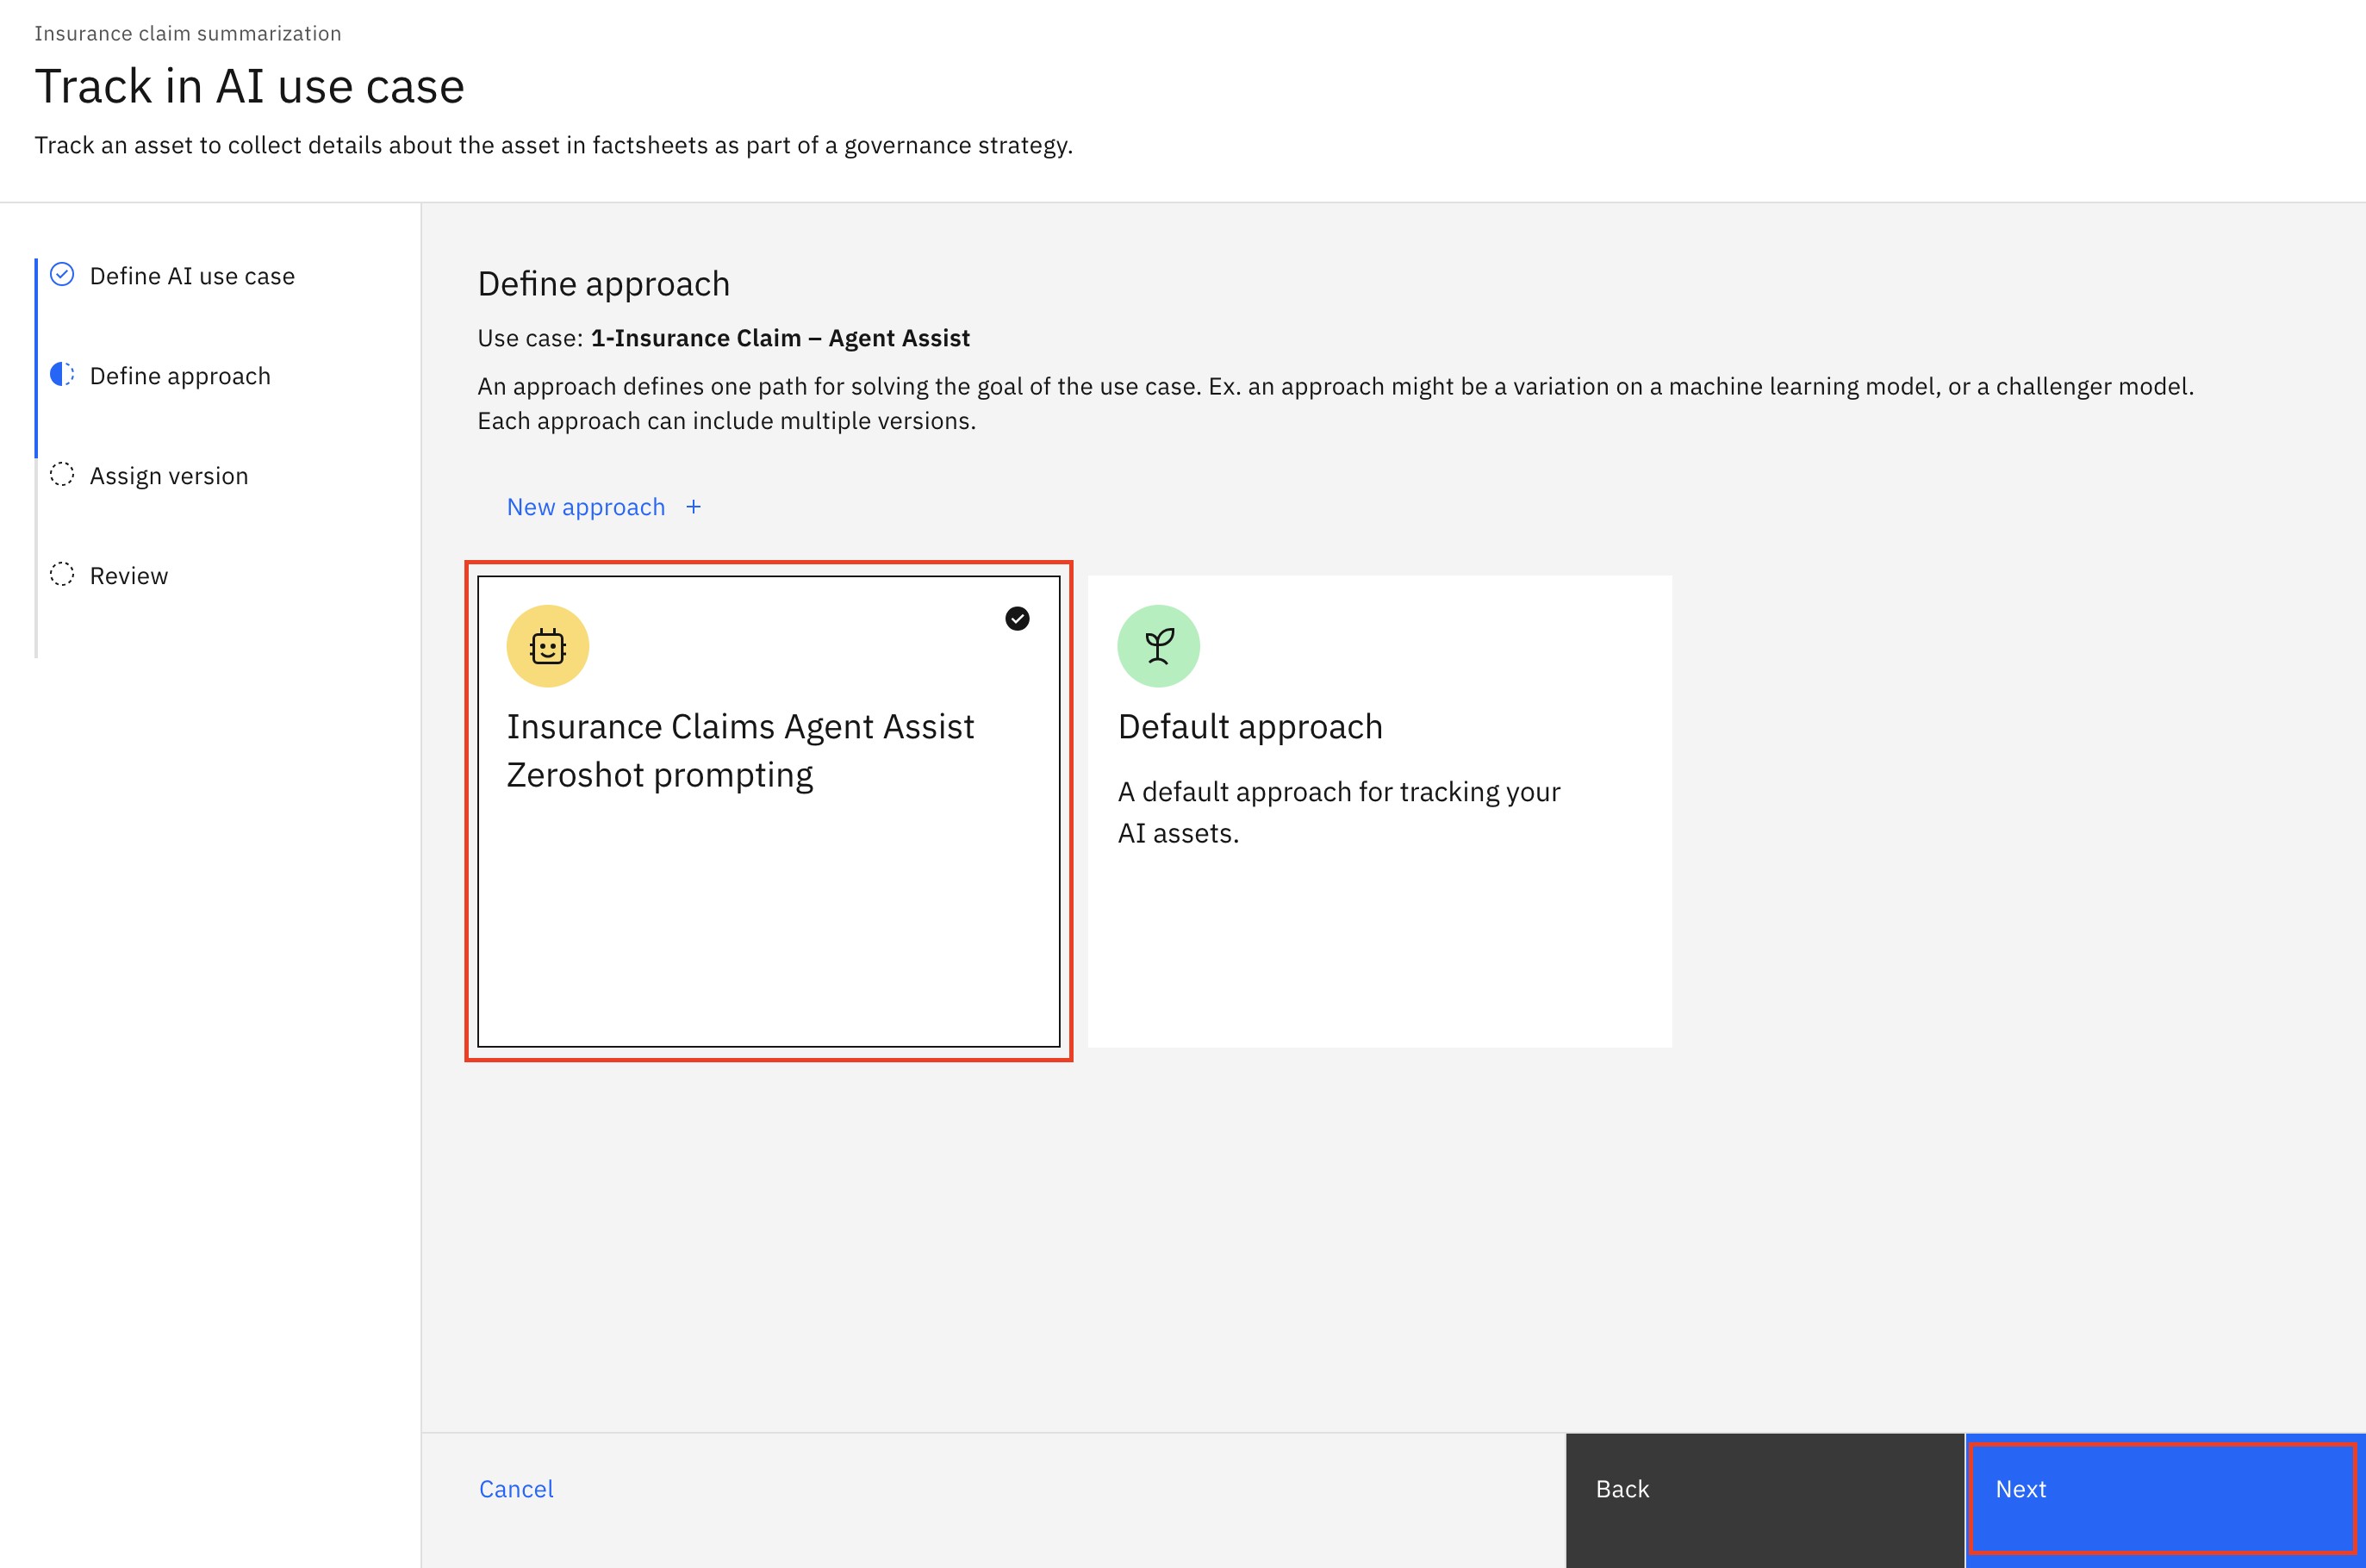 Insurance claim summarization
Track in AI use case
Track an asset to collect details about the asset in factsheets as part of a governance strategy.
Define AI use case
Define approach
Assign version
Review
Define approach
Use case: 1-Insurance Claim – Agent Assist
An approach defines one path for solving the goal of the use case. Ex. an approach might be a variation on a machine learning model, or a challenger model.
Each approach can include multiple versions.
New approach +
Insurance Claims Agent Assist
Zeroshot prompting
Default approach
A default approach for tracking your
AI assets.
Cancel
Back
Next